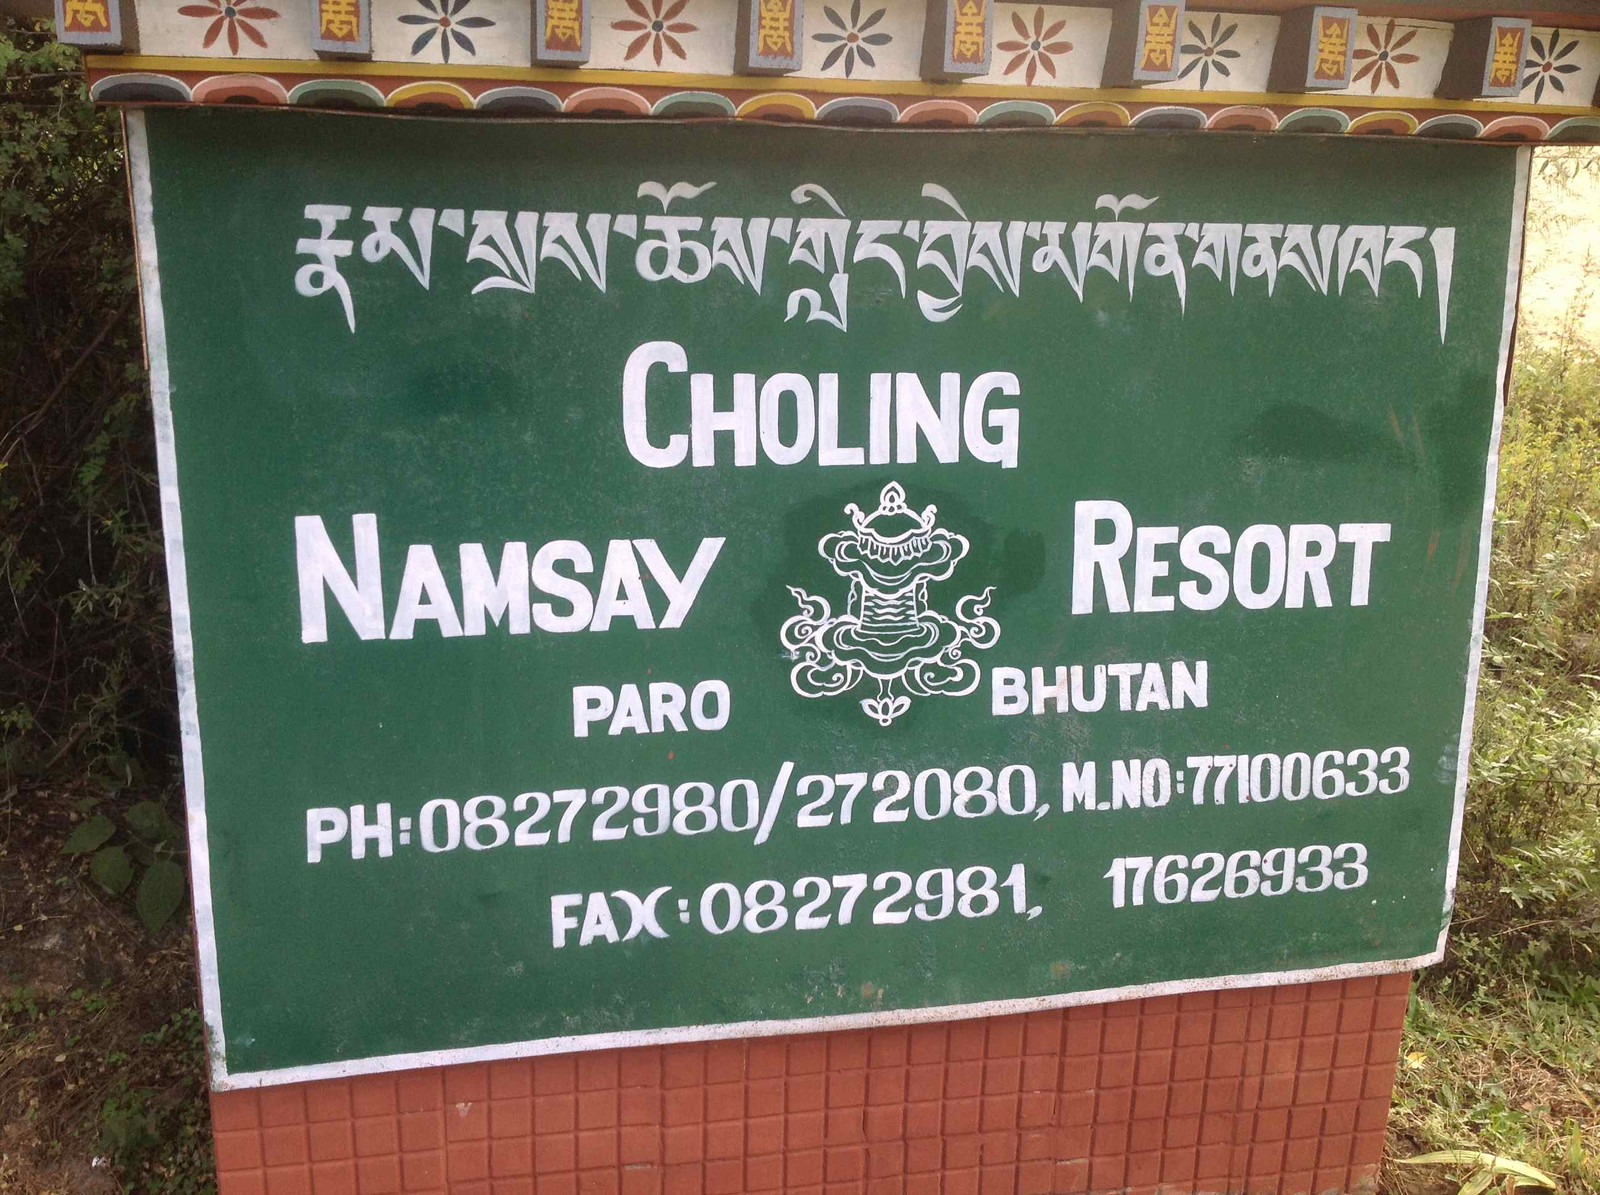 རྣམ་སྲས་ཆོས་གླིང་བྱེས་མགྲོན་གནས་ཁང།
CHOLING
NAMSAY RESORT
PARO BHUTAN
PH:08272980/272080, M.NO:77100633
FAX:08272981, 17626933